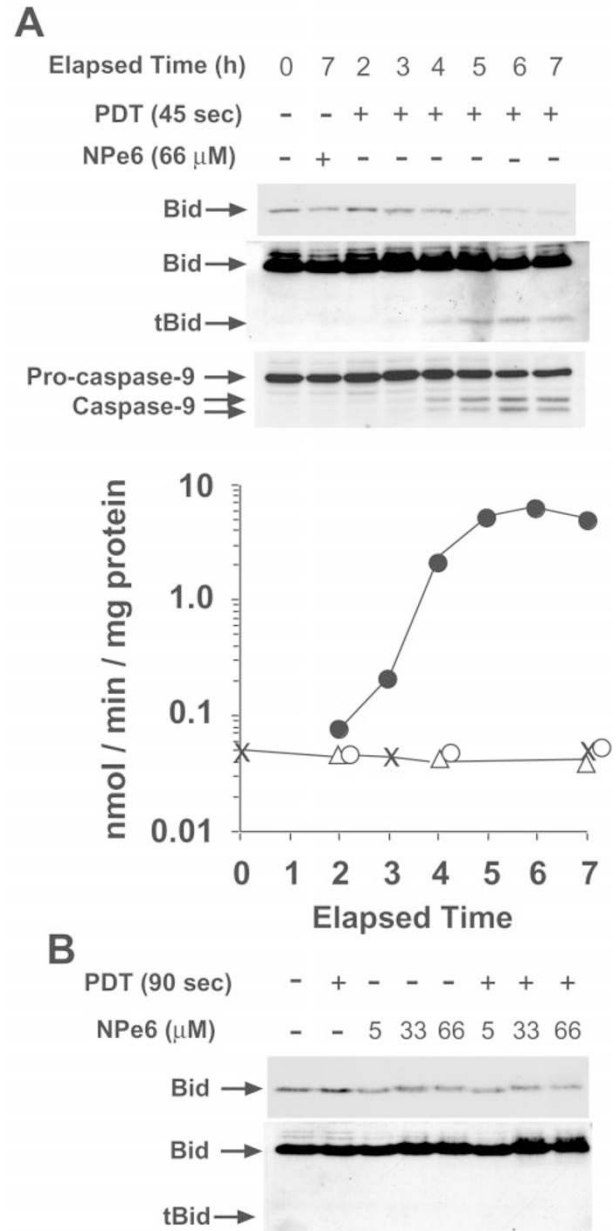 A
Elapsed Time (h) 0 7 2 3 4 5 6 7
PDT (45 sec) - - + + + + + +
NPe6 (66 μM) - + - - - - - -
Bid
Bid
tBid
Pro-caspase-9
Caspase-9
nmol / min / mg protein
10
1.0
0.1
0.01
0 1 2 3 4 5 6 7
Elapsed Time
B
PDT (90 sec) - + - - - + + +
NPe6 (μM) - - 5 33 66 5 33 66
Bid
Bid
tBid